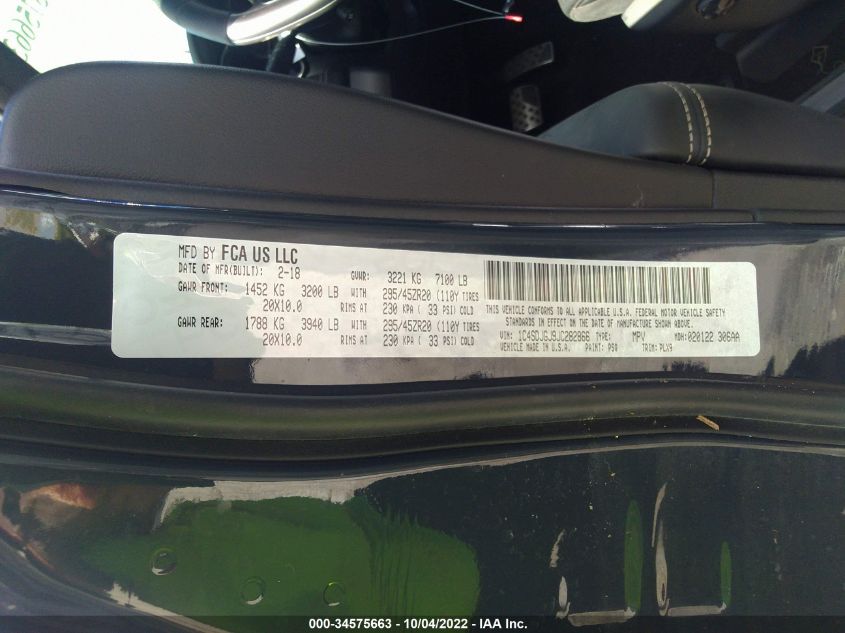 MFD BY FCA US LLC
DATE OF MFR(BUILT): 2-18 GVWR: 3221 KG 7100 LB
GAWR FRONT: 1452 KG 3200 LB WITH 295/45ZR20 (110Y TIRES
20X10.0 RIMS AT 230 KPA ( 33 PSI) COLD
GAWR REAR: 1788 KG 3940 LB WITH 295/45ZR20 (110Y TIRES
20X10.0 RIMS AT 230 KPA ( 33 PSI) COLD
THIS VEHICLE CONFORMS TO ALL APPLICABLE U.S.A. FEDERAL MOTOR VEHICLE SAFETY
STANDARDS IN EFFECT ON THE DATE OF MANUFACTURE SHOWN ABOVE.
VIN: 1C4SDJGJ9JC282866 TYPE: MPV MDH: 020122 306AA
VEHICLE MADE IN U.S.A. PAINT: TRIM: PLX9
000-34575663 - 10/04/2022 - IAA Inc.